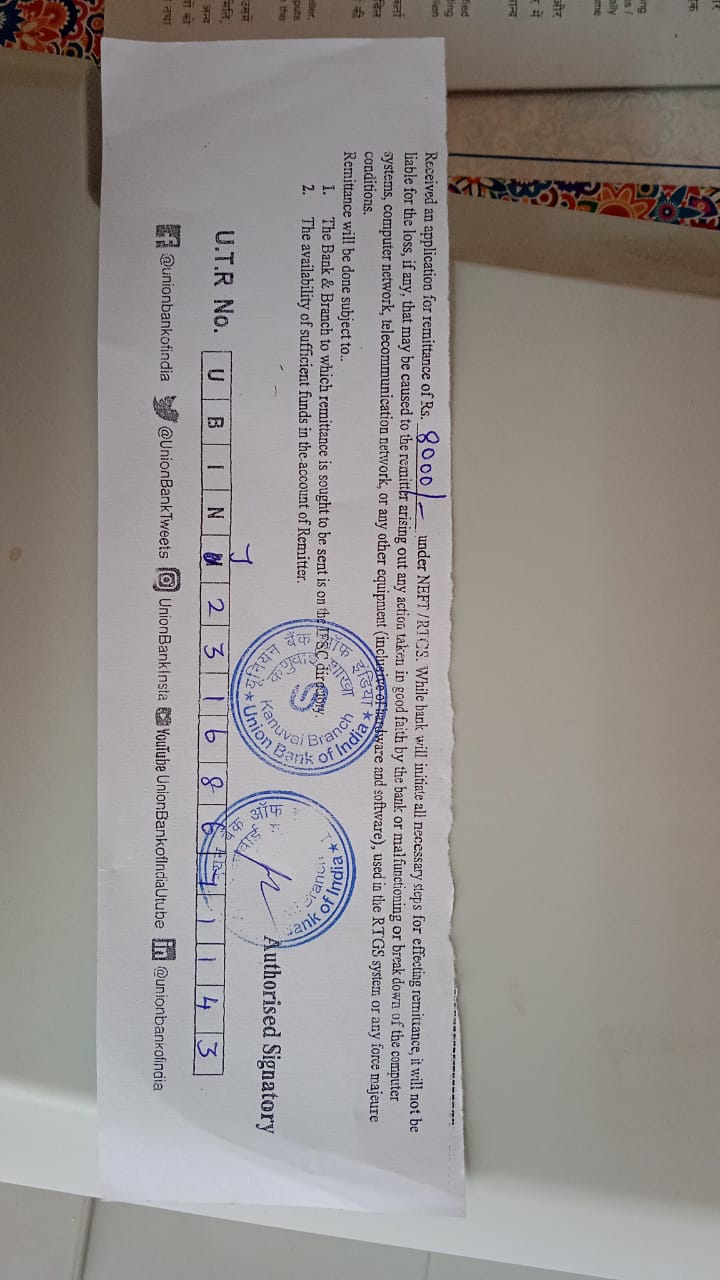 Received an application for remittance of Rs. 8000/- under NEFT/RTGS. While bank will initiate all necessary steps for effecting remittance, it will not be
liable for the loss, if any, that may be caused to the remitter arising out any action taken in good faith by the bank or malfunctioning or break down of the computer
systems, computer network, telecommunication network, or any other equipment (inclusive of hardware and software), used in the RTGS system or any force majeure
conditions.
Remittance will be done subject to..
1. The Bank & Branch to which remittance is sought to be sent is on the IFSC directory.
2. The availability of sufficient funds in the account of Remitter.
यूनियन बैंक ऑफ इंडिया
शाखा
Kanuvai Branch
Union Bank of India
बैंक ऑफ
ank of India
Authorised Signatory
J
U.T.R No. U B I N 2 3 1 6 8 6 1 1 4 3
@unionbankofindia @UnionBankTweets UnionBankInsta YouTube UnionBankofIndiaUtube @unionbankofindia